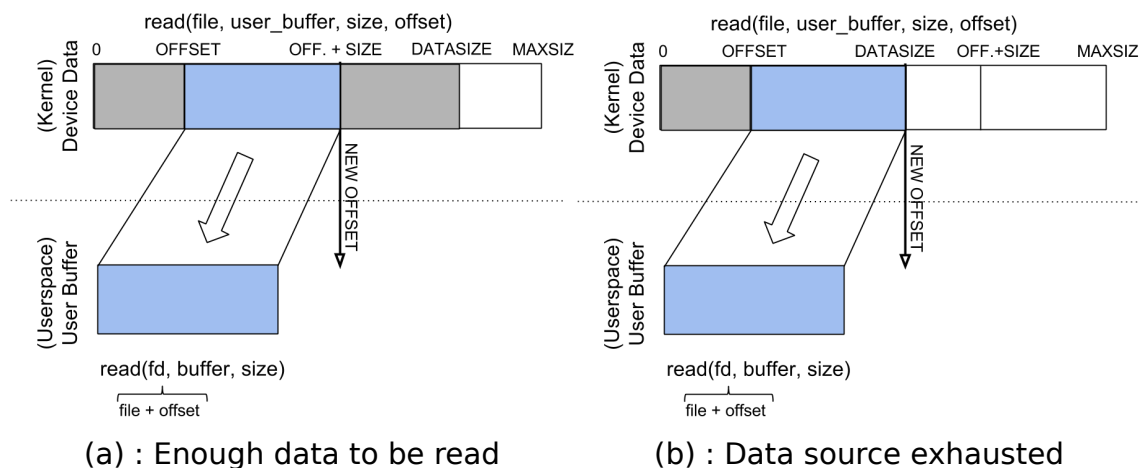 read(file, user_buffer, size, offset)
0 OFFSET OFF. + SIZE DATASIZE MAXSIZ
(Kernel)
Device Data
NEW OFFSET
(Userspace)
User Buffer
read(fd, buffer, size)
file + offset
(a) : Enough data to be read
read(file, user_buffer, size, offset)
0 OFFSET DATASIZE OFF.+SIZE MAXSIZ
(Kernel)
Device Data
NEW OFFSET
(Userspace)
User Buffer
read(fd, buffer, size)
file + offset
(b) : Data source exhausted